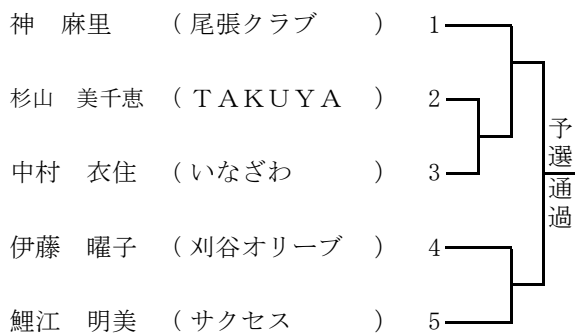 神　麻里　（尾張クラブ　）　1
杉山　美千恵　（ＴＡＫＵＹＡ　）　2
中村　衣住　（いなざわ　）　3
伊藤　曜子　（刈谷オリーブ　）　4
鯉江　明美　（サクセス　）　5
予選通過